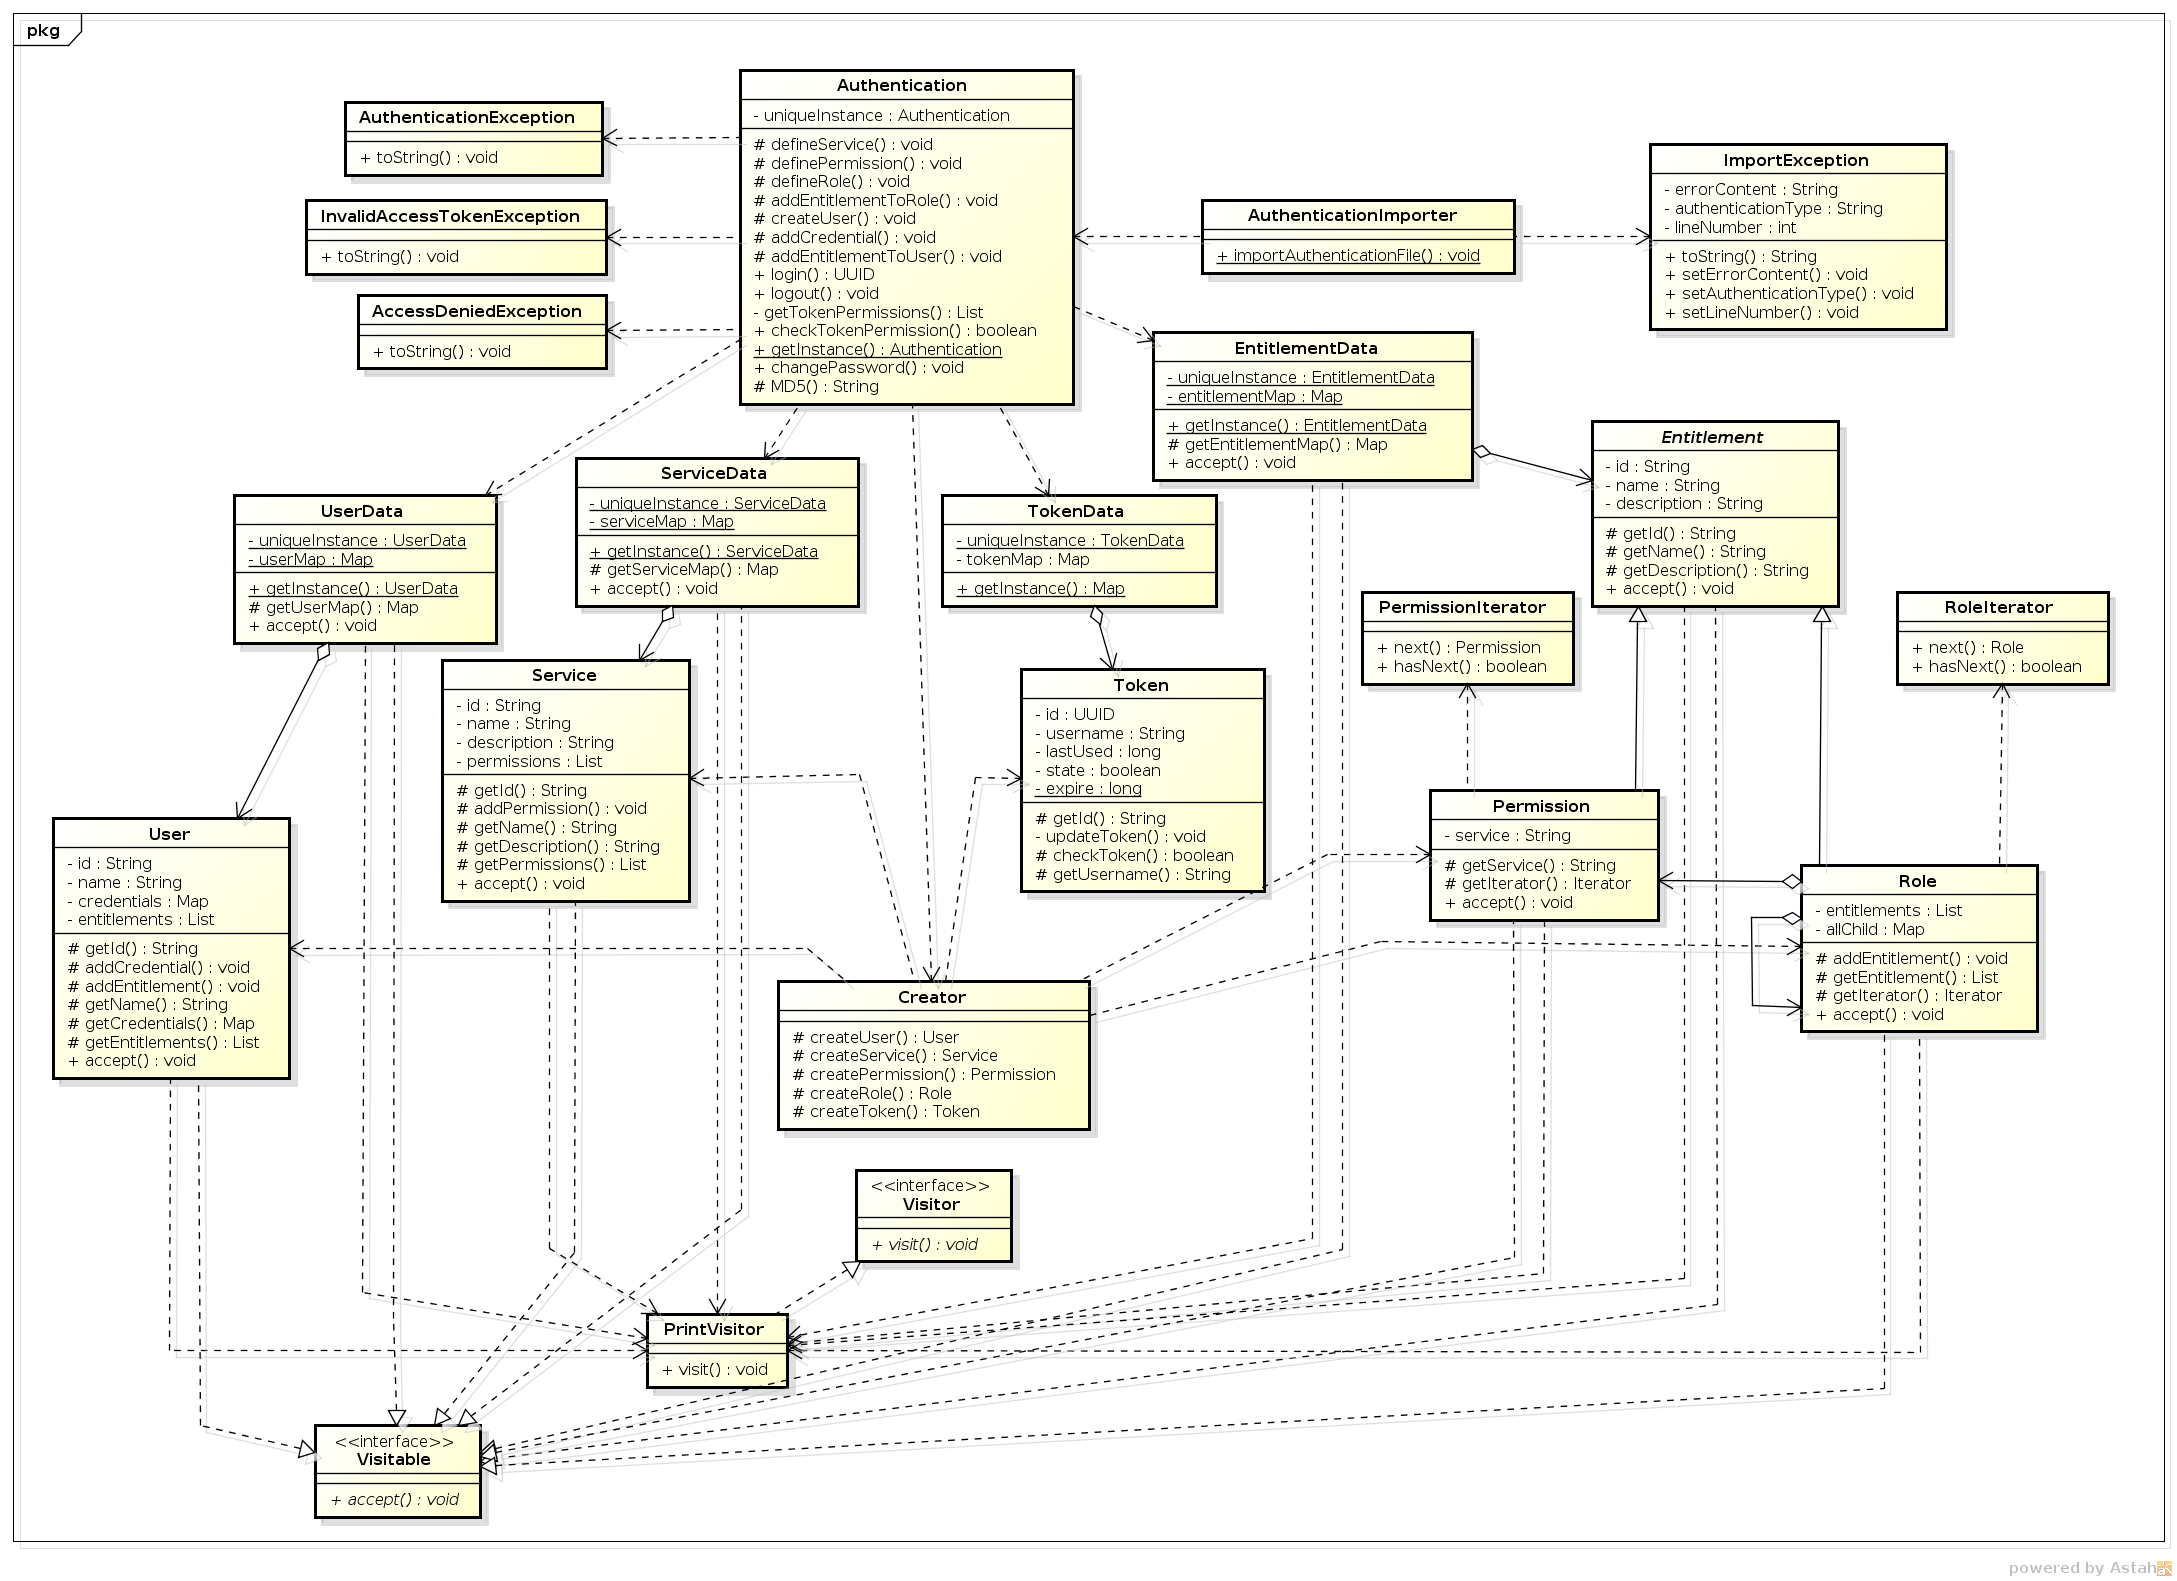 pkg
Authentication
- uniqueInstance : Authentication
# defineService() : void
# definePermission() : void
# defineRole() : void
# addEntitlementToRole() : void
# createUser() : void
# addCredential() : void
# addEntitlementToUser() : void
+ login() : UUID
+ logout() : void
- getTokenPermissions() : List
+ checkTokenPermission() : boolean
+ getInstance() : Authentication
+ changePassword() : void
# MD5() : String
AuthenticationException
+ toString() : void
InvalidAccessTokenException
+ toString() : void
AccessDeniedException
+ toString() : void
AuthenticationImporter
+ importAuthenticationFile() : void
ImportException
- errorContent : String
- authenticationType : String
- lineNumber : int
+ toString() : String
+ setErrorContent() : void
+ setAuthenticationType() : void
+ setLineNumber() : void
EntitlementData
- uniqueInstance : EntitlementData
- entitlementMap : Map
+ getInstance() : EntitlementData
# getEntitlementMap() : Map
+ accept() : void
Entitlement
- id : String
- name : String
- description : String
# getId() : String
# getName() : String
# getDescription() : String
+ accept() : void
UserData
- uniqueInstance : UserData
- userMap : Map
+ getInstance() : UserData
# getUserMap() : Map
+ accept() : void
ServiceData
- uniqueInstance : ServiceData
- serviceMap : Map
+ getInstance() : ServiceData
# getServiceMap() : Map
+ accept() : void
TokenData
- uniqueInstance : TokenData
- tokenMap : Map
+ getInstance() : Map
PermissionIterator
+ next() : Permission
+ hasNext() : boolean
RoleIterator
+ next() : Role
+ hasNext() : boolean
Service
- id : String
- name : String
- description : String
- permissions : List
# getId() : String
# addPermission() : void
# getName() : String
# getDescription() : String
# getPermissions() : List
+ accept() : void
Token
- id : UUID
- username : String
- lastUsed : long
- state : boolean
- expire : long
# getId() : String
- updateToken() : void
# checkToken() : boolean
# getUsername() : String
Permission
- service : String
# getService() : String
# getIterator() : Iterator
+ accept() : void
User
- id : String
- name : String
- credentials : Map
- entitlements : List
# getId() : String
# addCredential() : void
# addEntitlement() : void
# getName() : String
# getCredentials() : Map
# getEntitlements() : List
+ accept() : void
Role
- entitlements : List
- allChild : Map
# addEntitlement() : void
# getEntitlement() : List
# getIterator() : Iterator
+ accept() : void
Creator
# createUser() : User
# createService() : Service
# createPermission() : Permission
# createRole() : Role
# createToken() : Token
<<interface>>
Visitor
+ visit() : void
PrintVisitor
+ visit() : void
<<interface>>
Visitable
+ accept() : void
powered by Astah